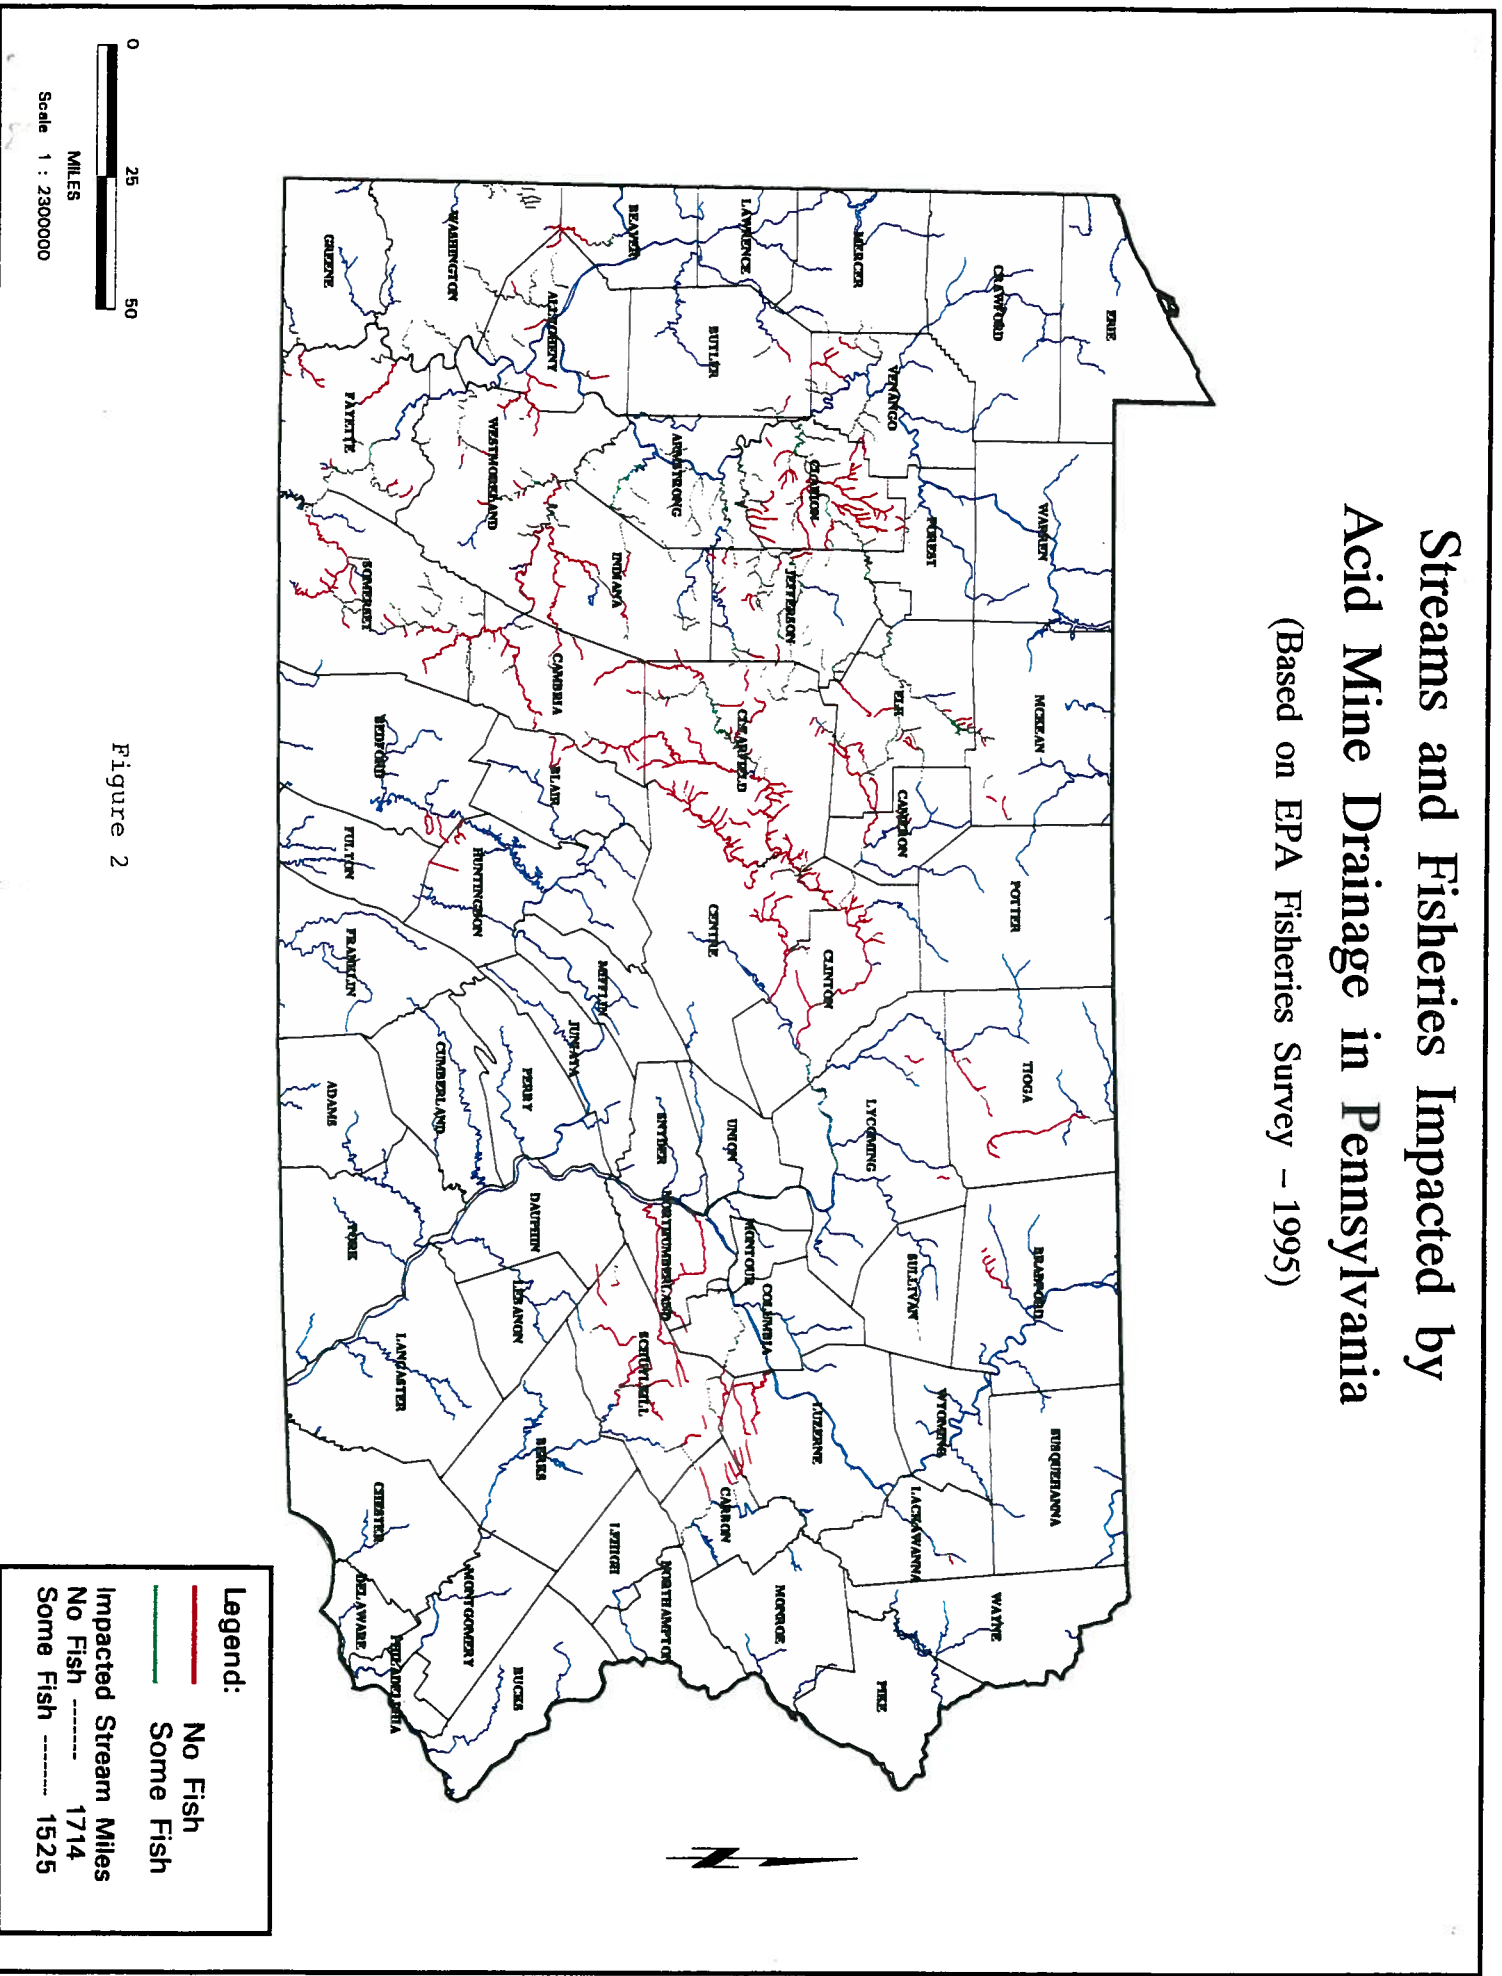 Streams and Fisheries Impacted by
Acid Mine Drainage in Pennsylvania
(Based on EPA Fisheries Survey – 1995)
ERIE
CRAWFORD
MERCER
LAWRENCE
BEAVER
WASHINGTON
GREENE
ALLEGHENY
BUTLER
VENANGO
WARREN
FOREST
CLARION
ARMSTRONG
WESTMORELAND
FAYETTE
MCKEAN
ELK
JEFFERSON
INDIANA
SOMERSET
CAMBRIA
CLEARFIELD
CAMERON
POTTER
BLAIR
BEDFORD
FULTON
HUNTINGDON
CENTRE
CLINTON
TIOGA
FRANKLIN
MIFFLIN
JUNIATA
LYCOMING
CUMBERLAND
PERRY
ADAMS
SNYDER
UNION
BRADFORD
SULLIVAN
MONTOUR
NORTHUMBERLAND
DAUPHIN
YORK
COLUMBIA
LEBANON
SCHUYLKILL
LANCASTER
SUSQUEHANNA
WYOMING
LUZERNE
LACKAWANNA
BERKS
CARBON
CHESTER
LEHIGH
NORTHAMPTON
MONROE
WAYNE
PIKE
MONTGOMERY
DELAWARE
PHILADELPHIA
BUCKS
N
0 25 50
MILES
Scale 1 : 2300000
Figure 2
Legend:
No Fish
Some Fish
Impacted Stream Miles
No Fish ------ 1714
Some Fish ------- 1525